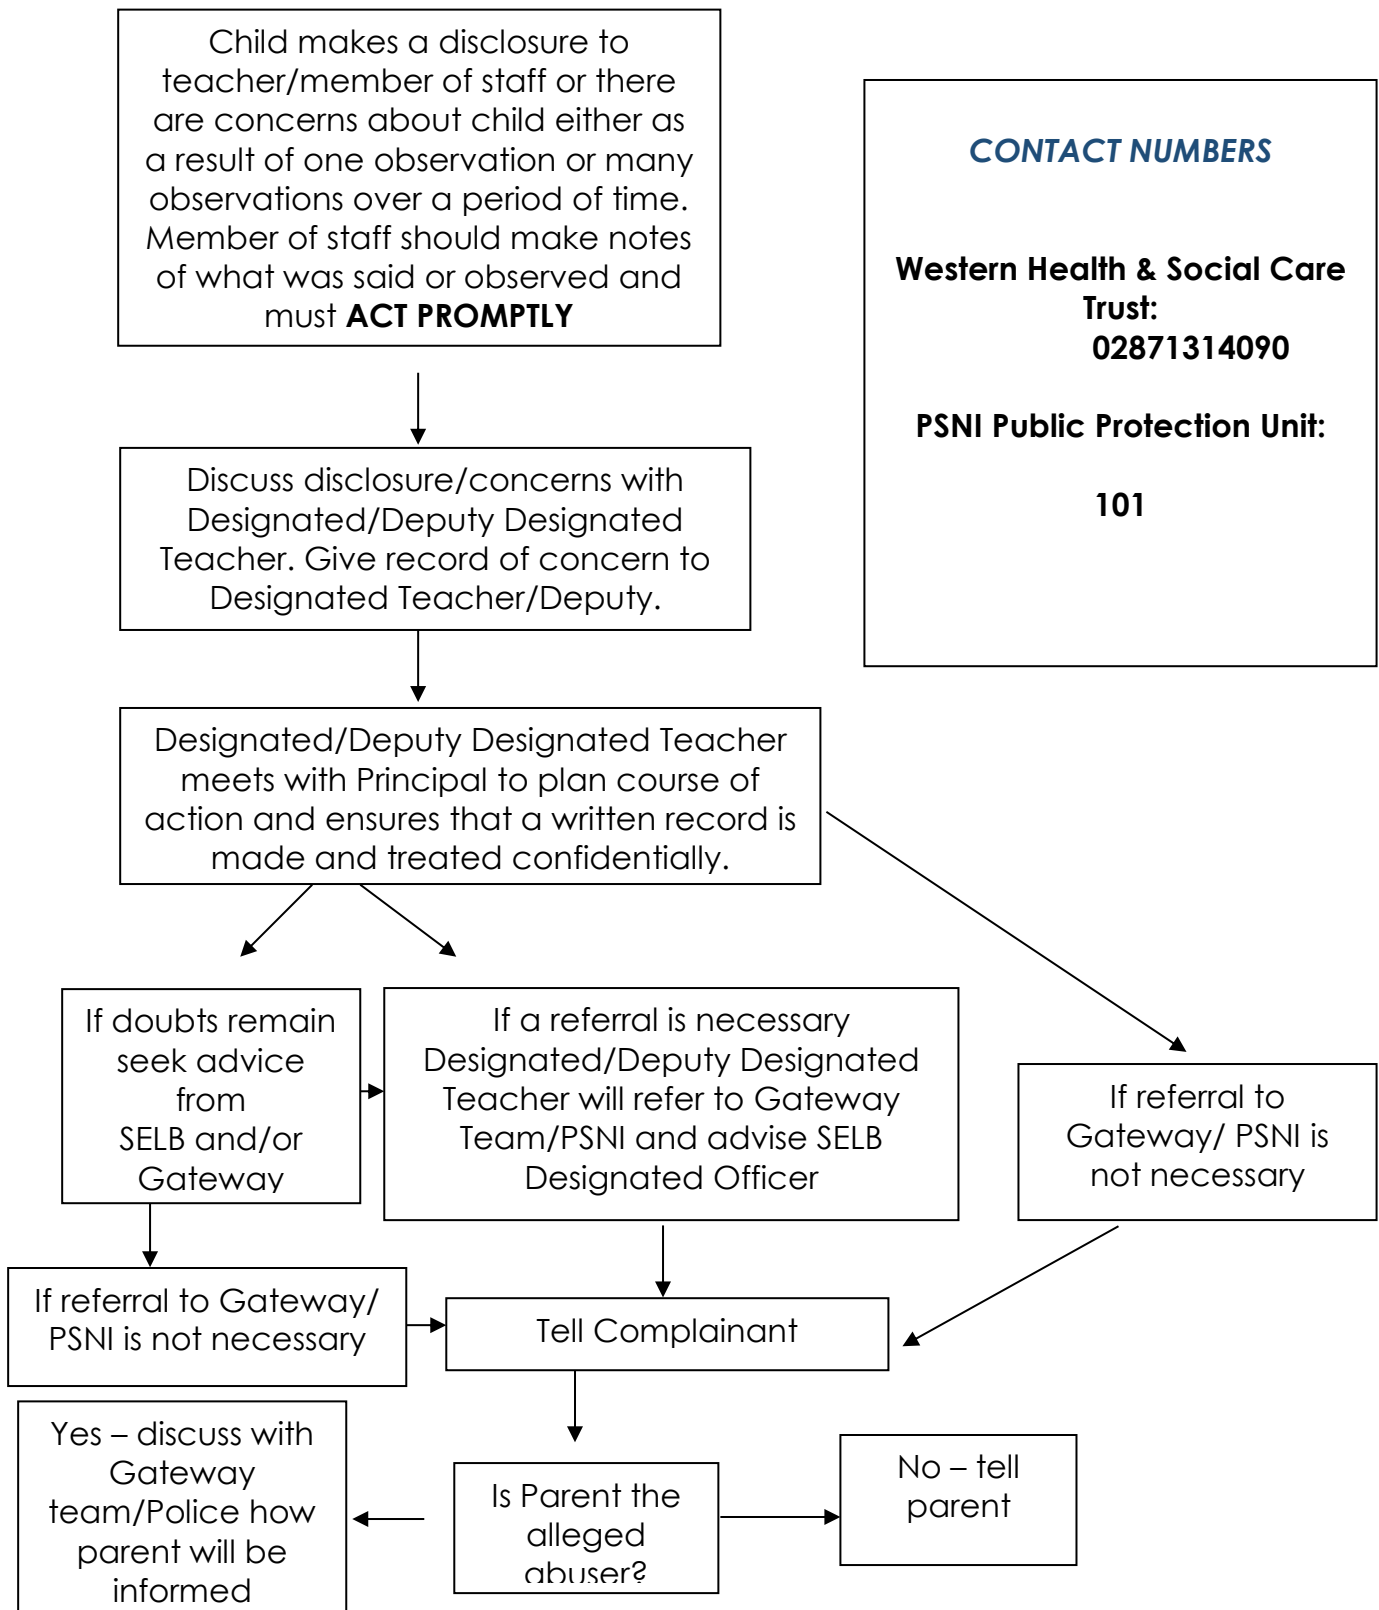 Child makes a disclosure to
teacher/member of staff or there
are concerns about child either as
a result of one observation or many
observations over a period of time.
Member of staff should make notes
of what was said or observed and
must ACT PROMPTLY
CONTACT NUMBERS
Western Health & Social Care
Trust:
02871314090
PSNI Public Protection Unit:
101
Discuss disclosure/concerns with
Designated/Deputy Designated
Teacher. Give record of concern to
Designated Teacher/Deputy.
Designated/Deputy Designated Teacher
meets with Principal to plan course of
action and ensures that a written record is
made and treated confidentially.
If doubts remain
seek advice
from
SELB and/or
Gateway
If a referral is necessary
Designated/Deputy Designated
Teacher will refer to Gateway
Team/PSNI and advise SELB
Designated Officer
If referral to
Gateway/ PSNI is
not necessary
If referral to Gateway/
PSNI is not necessary
Tell Complainant
Yes – discuss with
Gateway
team/Police how
parent will be
informed
Is Parent the
alleged
abuser?
No – tell
parent